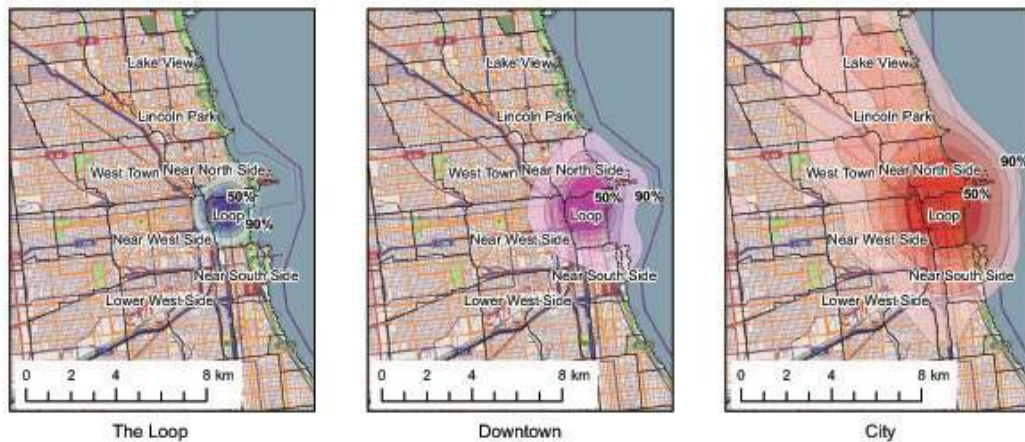 Lake View
Lincoln Park
West Town
Near North Side
50%
Loop
90%
Near West Side
Near South Side
Lower West Side
0 2 4 8 km
The Loop
Lake View
Lincoln Park
West Town
Near North Side
50%
90%
Loop
Near West Side
Near South Side
Lower West Side
0 2 4 8 km
Downtown
Lake View
Lincoln Park
90%
West Town
Near North Side
50%
Loop
Near West Side
Near South Side
Lower West Side
0 2 4 8 km
City